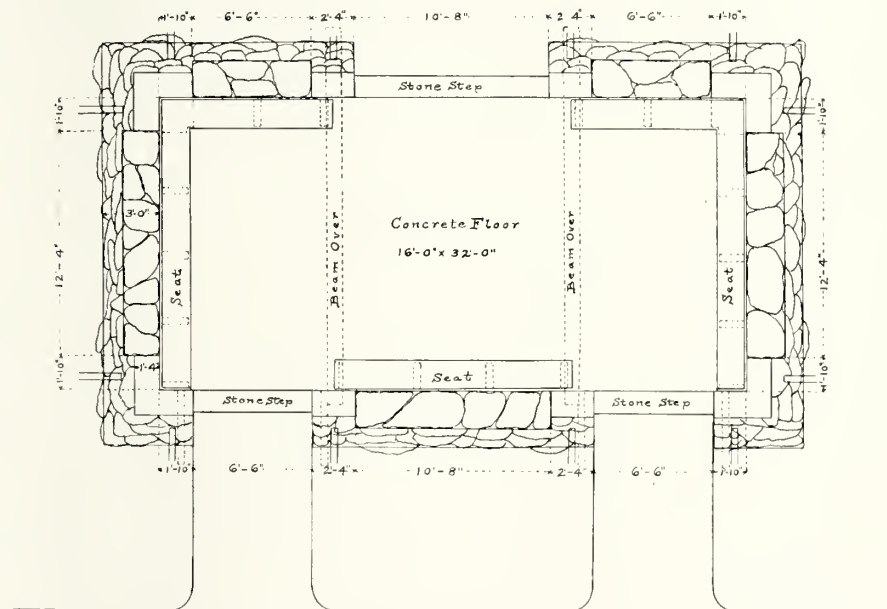 1'-10" 6'-6" 2'-4" 10'-8" 2'-4" 6'-6" 1'-10"
Stone Step
1'-10" 1'-10"
3'-0"
Concrete Floor
16'-0" x 32'-0"
Beam Over Beam Over
12'-4" Seat Seat 12'-4"
1'-10" 1'-4" 1'-10"
Seat
Stone Step Stone Step
1'-10" 6'-6" 2'-4" 10'-8" 2'-4" 6'-6" 1'-10"